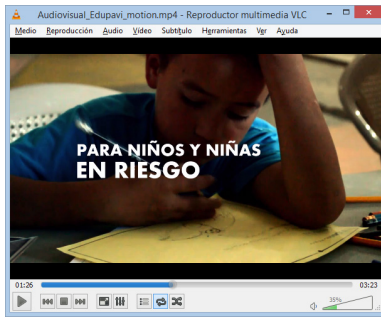 Audiovisual_Edupavi_motion.mp4 - Reproductor multimedia VLC
Medio Reproducción Audio Vídeo Subtítulo Herramientas Ver Ayuda
PARA NIÑOS Y NIÑAS
EN RIESGO
01:26 03:23
35%